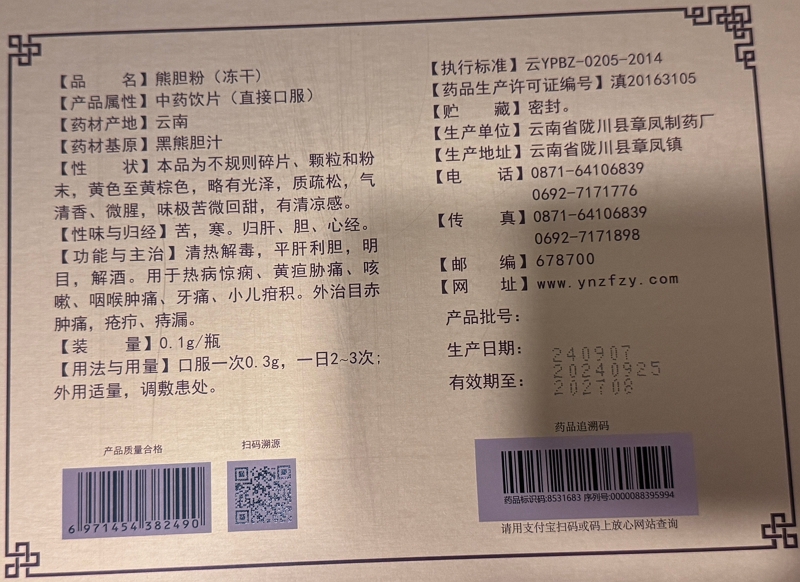 【品　　名】熊胆粉（冻干）
【产品属性】中药饮片（直接口服）
【药材产地】云南
【药材基原】黑熊胆汁
【性　　状】本品为不规则碎片、颗粒和粉
末，黄色至黄棕色，略有光泽，质疏松，气
清香、微腥，味极苦微回甜，有清凉感。
【性味与归经】苦，寒。归肝、胆、心经。
【功能与主治】清热解毒，平肝利胆，明
目，解酒。用于热病惊痫、黄疸胁痛、咳
嗽、咽喉肿痛、牙痛、小儿疳积。外治目赤
肿痛，疮疖、痔漏。
【装　　量】0.1g/瓶
【用法与用量】口服一次0.3g，一日2~3次；
外用适量，调敷患处。
产品质量合格
6 971454 382490
扫码溯源
【执行标准】云YPBZ-0205-2014
【药品生产许可证编号】滇20163105
【贮　　藏】密封。
【生产单位】云南省陇川县章凤制药厂
【生产地址】云南省陇川县章凤镇
【电　　话】0871-64106839
0692-7171776
【传　　真】0871-64106839
0692-7171898
【邮　　编】678700
【网　　址】www.ynzfzy.com
产品批号：
生产日期：
有效期至：
240907
20240925
202708
药品追溯码
药品标识码:8531683 序列号:0000088395994
请用支付宝扫码或码上放心网站查询